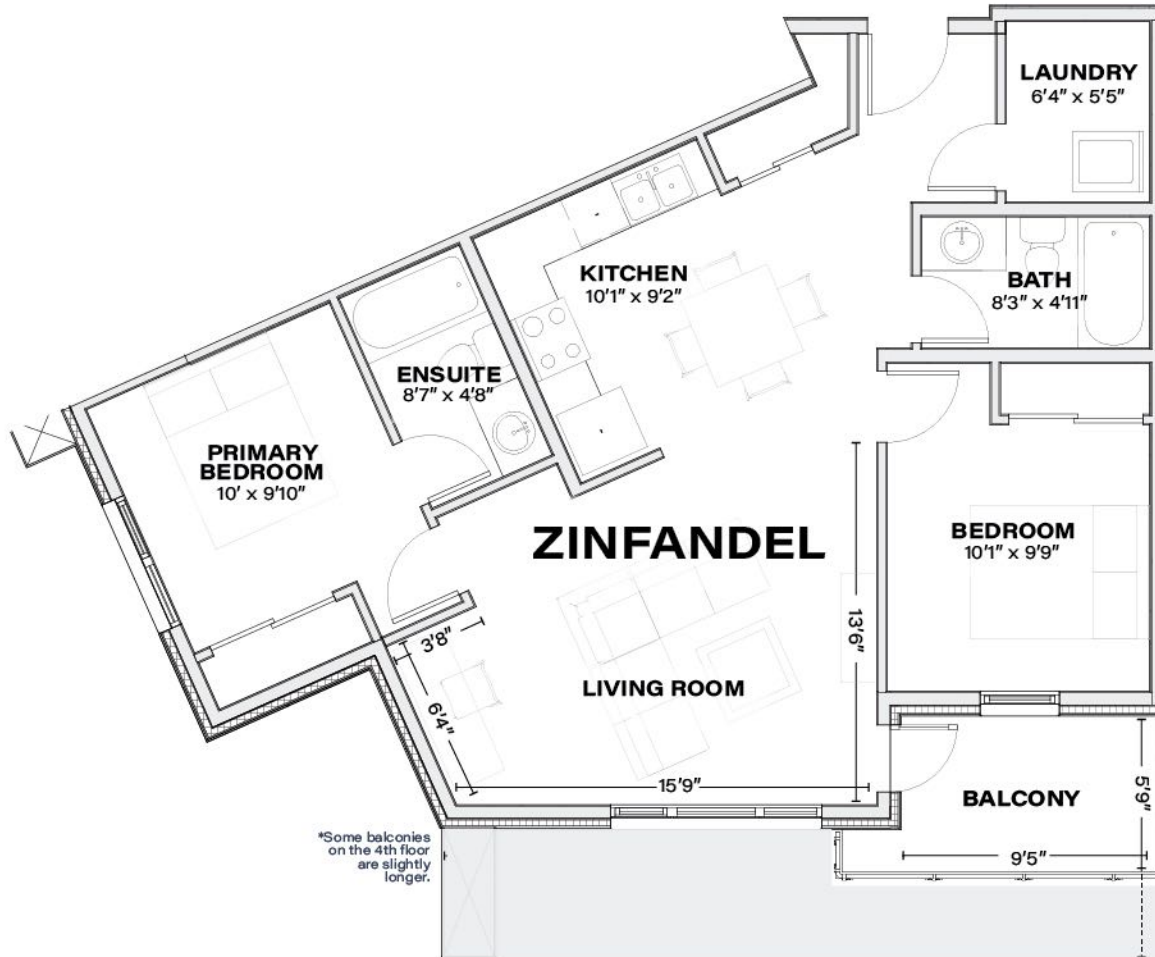 LAUNDRY
6'4" x 5'5"
KITCHEN
10'1" x 9'2"
BATH
8'3" x 4'11"
ENSUITE
8'7" x 4'8"
PRIMARY
BEDROOM
10' x 9'10"
ZINFANDEL
BEDROOM
10'1" x 9'9"
13'6"
3'8"
6'4"
LIVING ROOM
15'9"
BALCONY
5'9"
9'5"
*Some balconies
on the 4th floor
are slightly
longer.